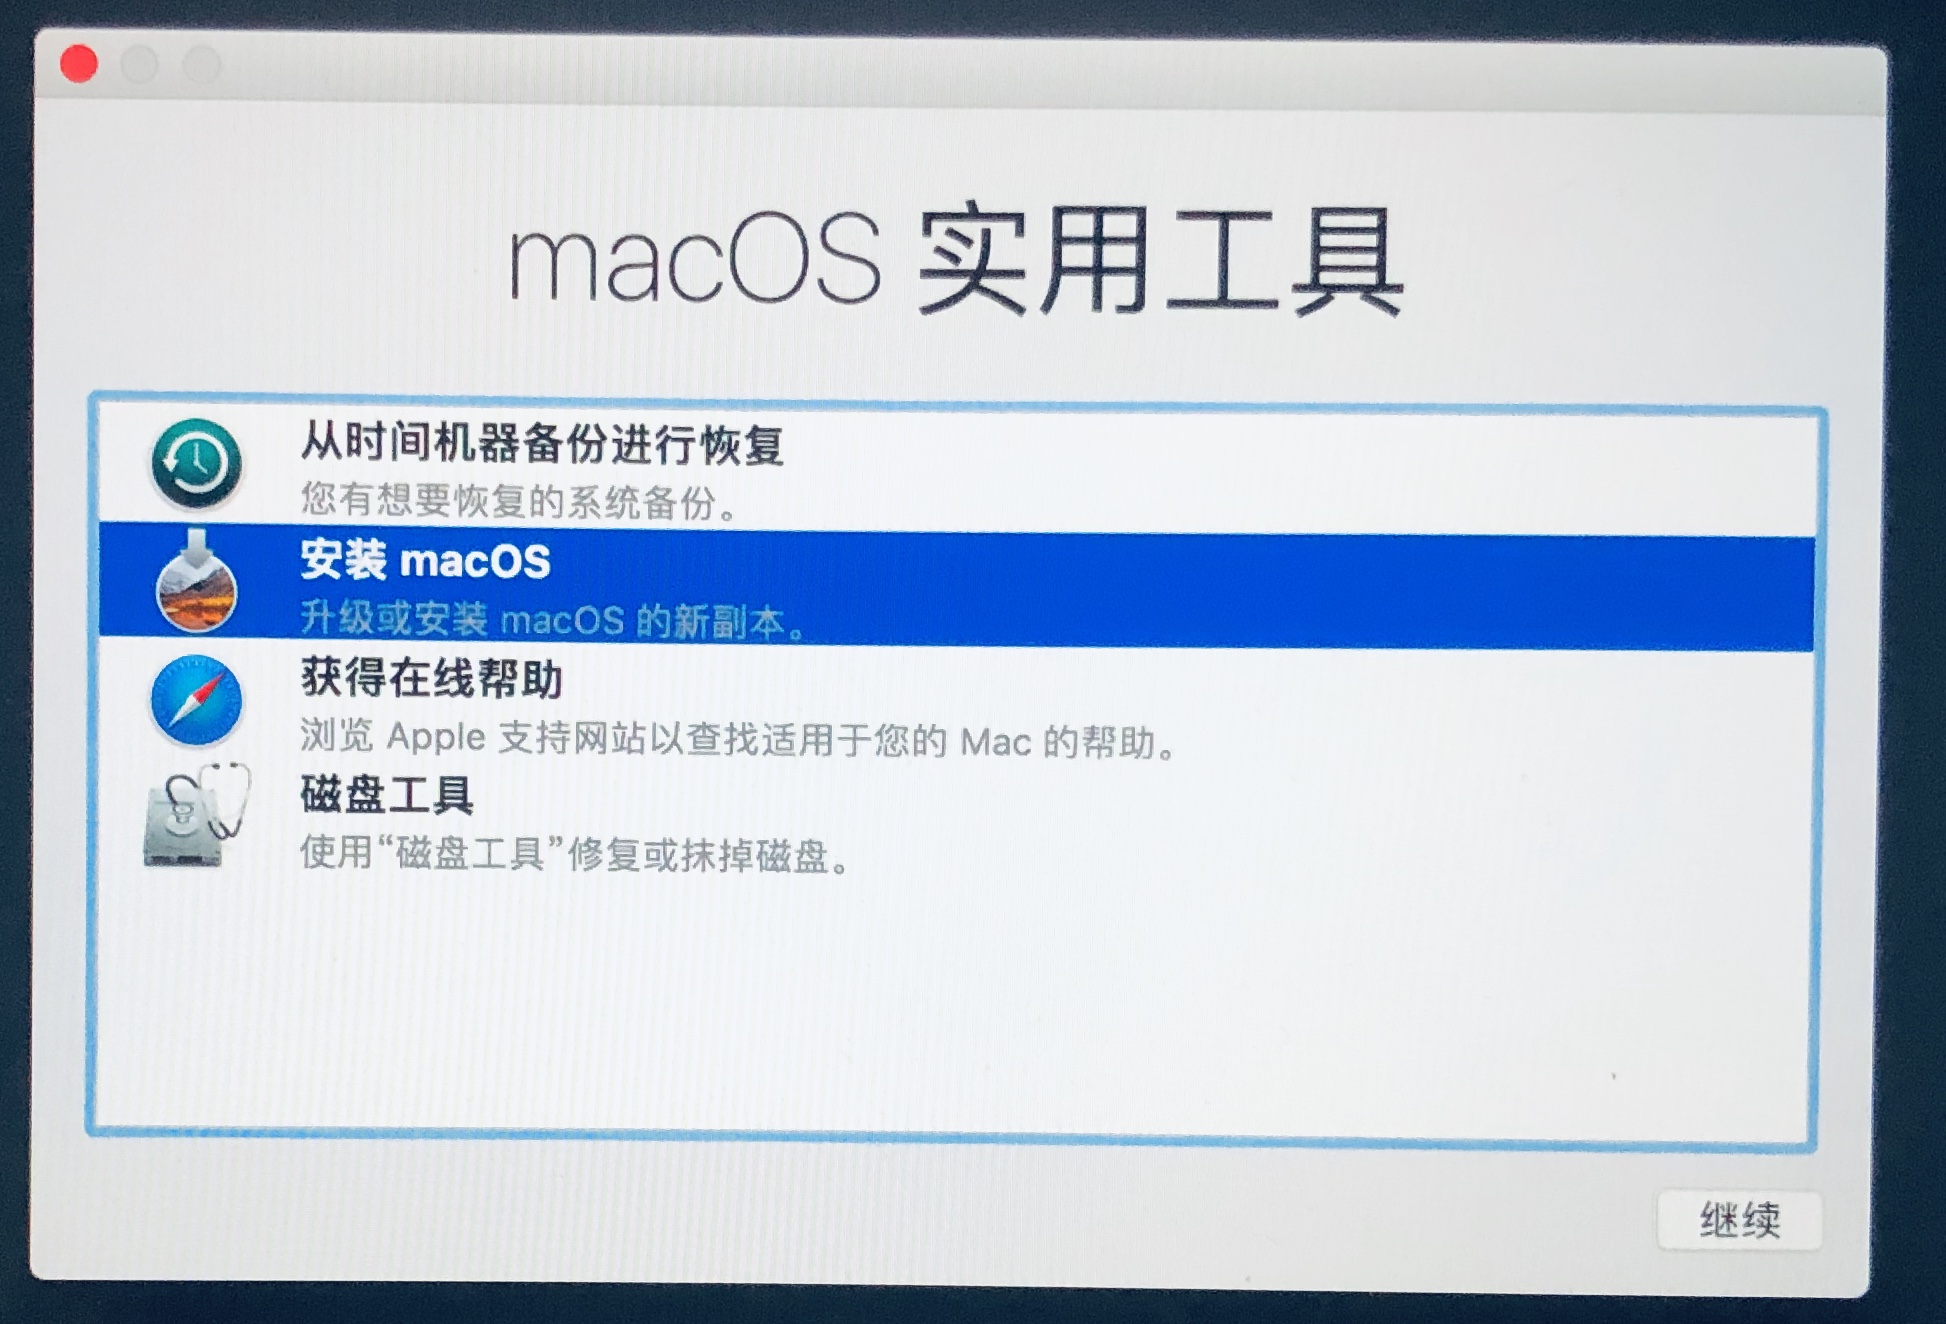 macOS 实用工具
从时间机器备份进行恢复
您有想要恢复的系统备份。
安装 macOS
升级或安装 macOS 的新副本。
获得在线帮助
浏览 Apple 支持网站以查找适用于您的 Mac 的帮助。
磁盘工具
使用“磁盘工具”修复或抹掉磁盘。
继续